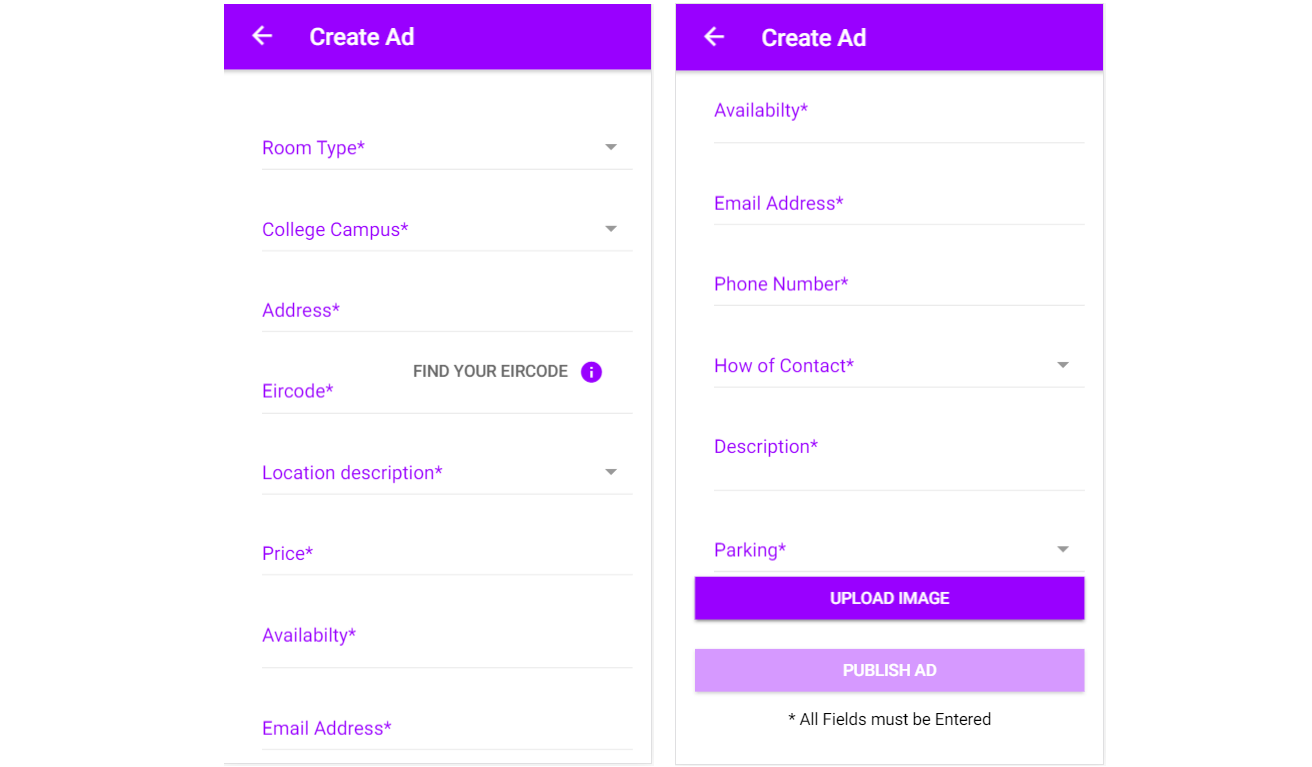 Create Ad
Room Type*
College Campus*
Address*
FIND YOUR EIRCODE
Eircode*
Location description*
Price*
Availabilty*
Email Address*
Create Ad
Availabilty*
Email Address*
Phone Number*
How of Contact*
Description*
Parking*
UPLOAD IMAGE
PUBLISH AD
* All Fields must be Entered